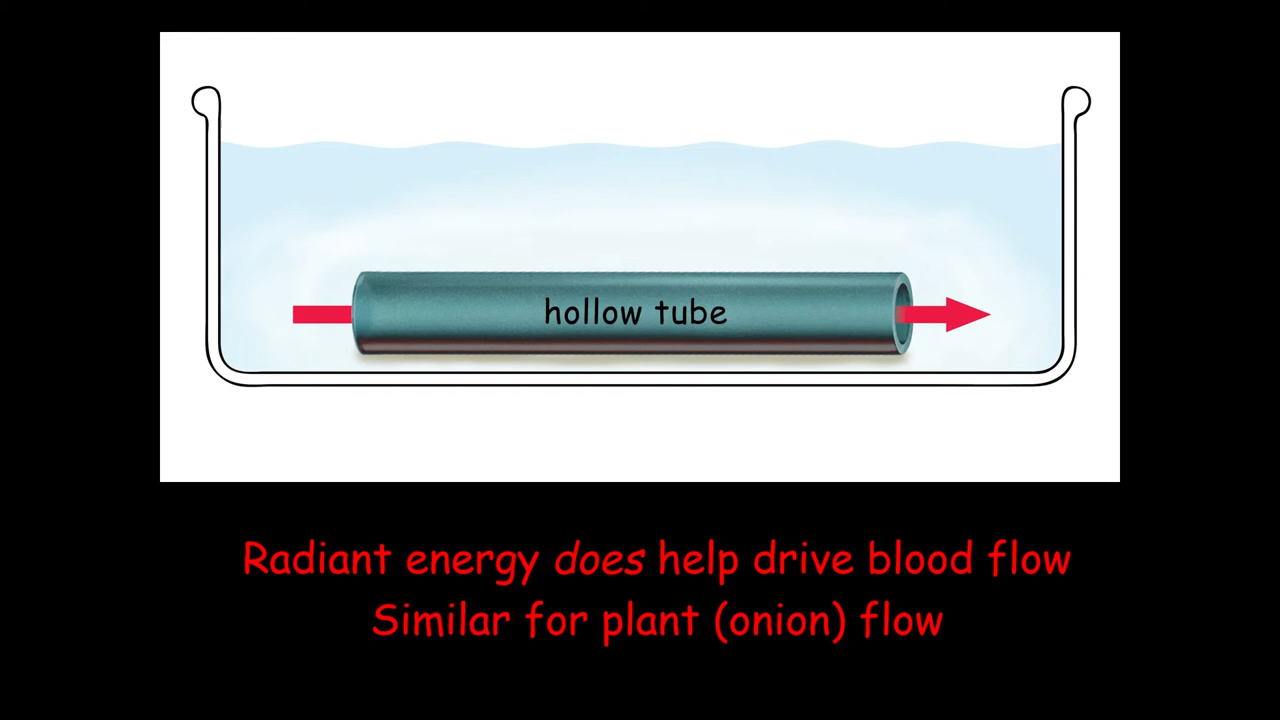 hollow tube
Radiant energy does help drive blood flow
Similar for plant (onion) flow